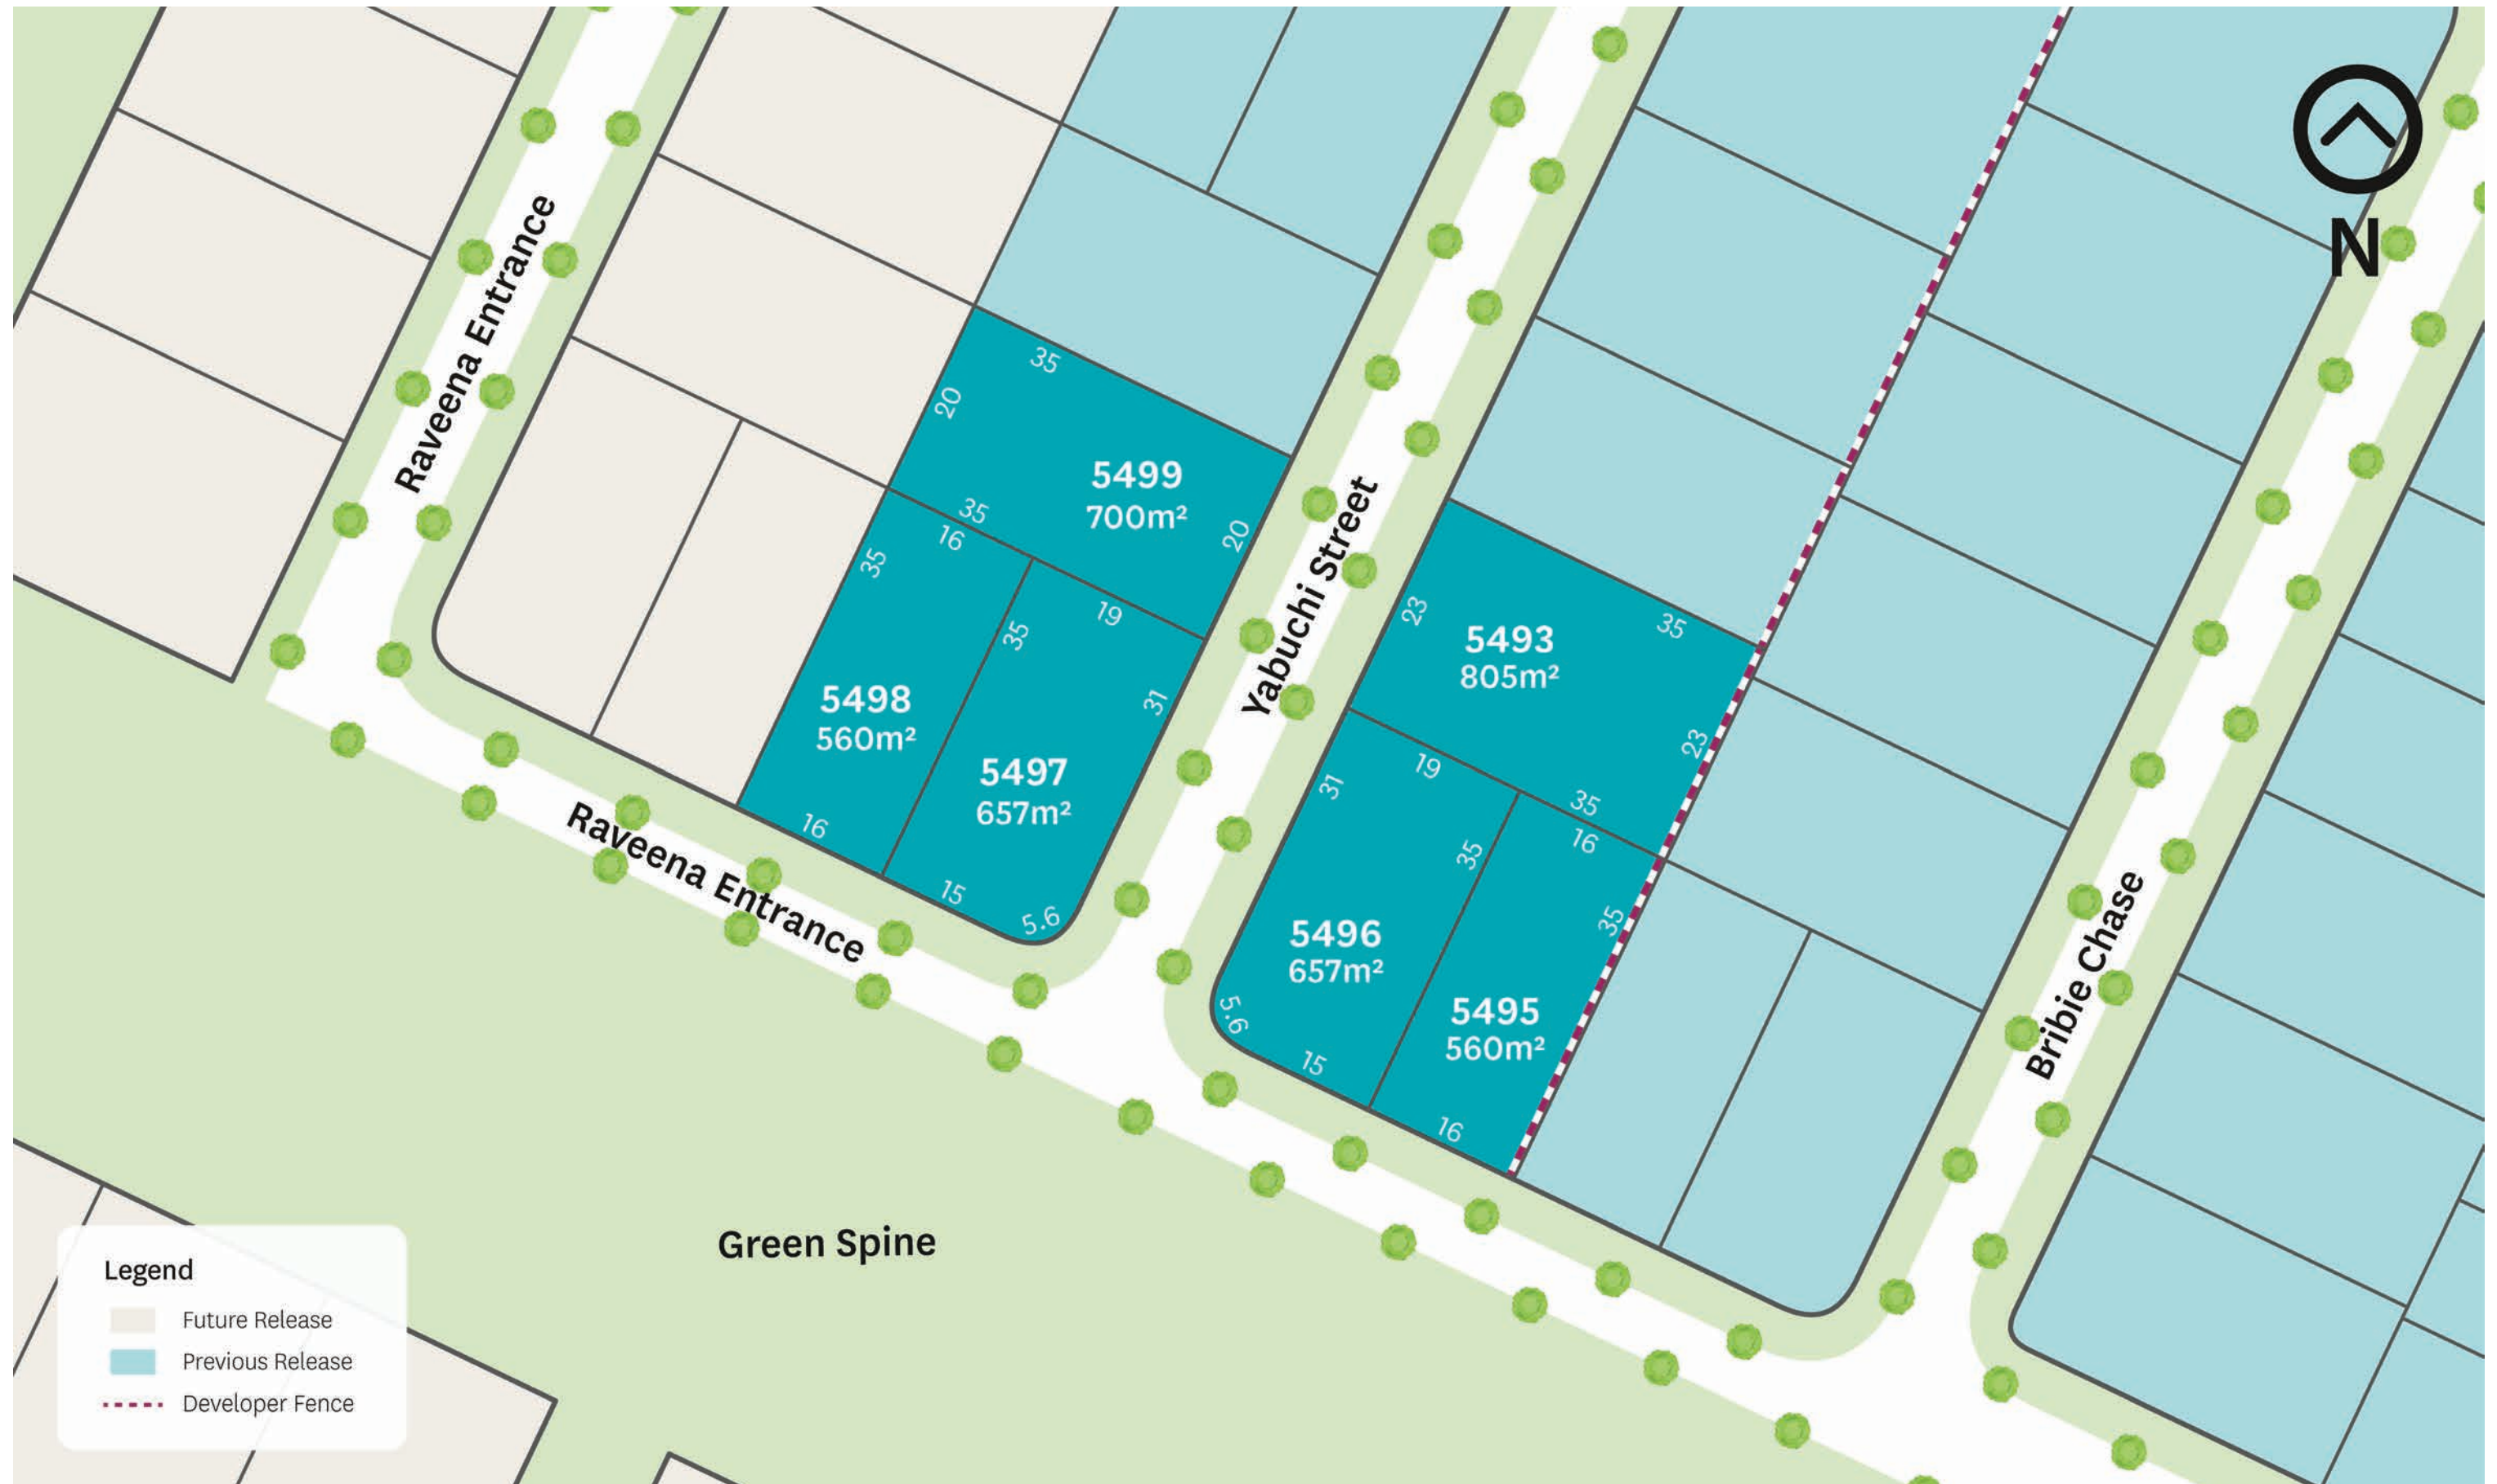 N
Raveena Entrance
35
20
5499
700m²
35
20
16
35
19
35
31
5498
560m²
5497
657m²
16
15
5.6
Yabuchi Street
23
35
5493
805m²
23
19
35
16
31
35
35
5496
657m²
5495
560m²
5.6
15
16
Raveena Entrance
Bribie Chase
Green Spine
Legend
Future Release
Previous Release
Developer Fence